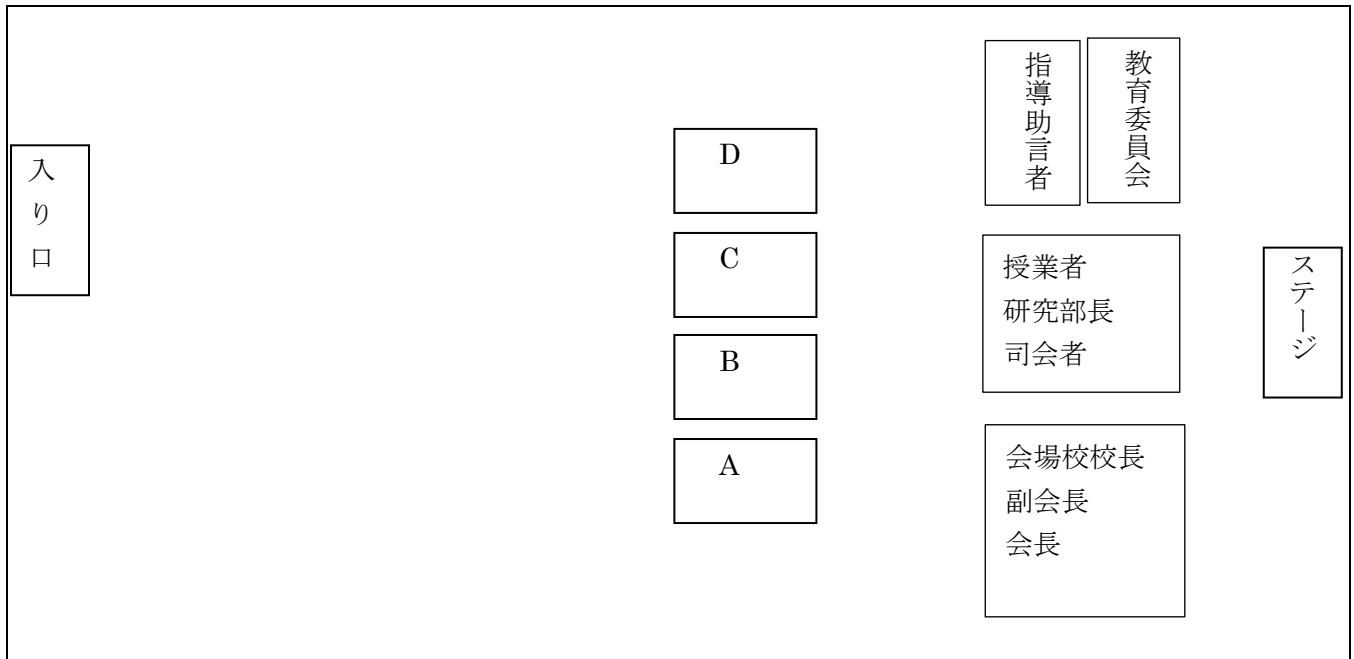 入り口
D
C
B
A
指導助言者
教育委員会
授業者
研究部長
司会者
会場校校長
副会長
会長
ステージ